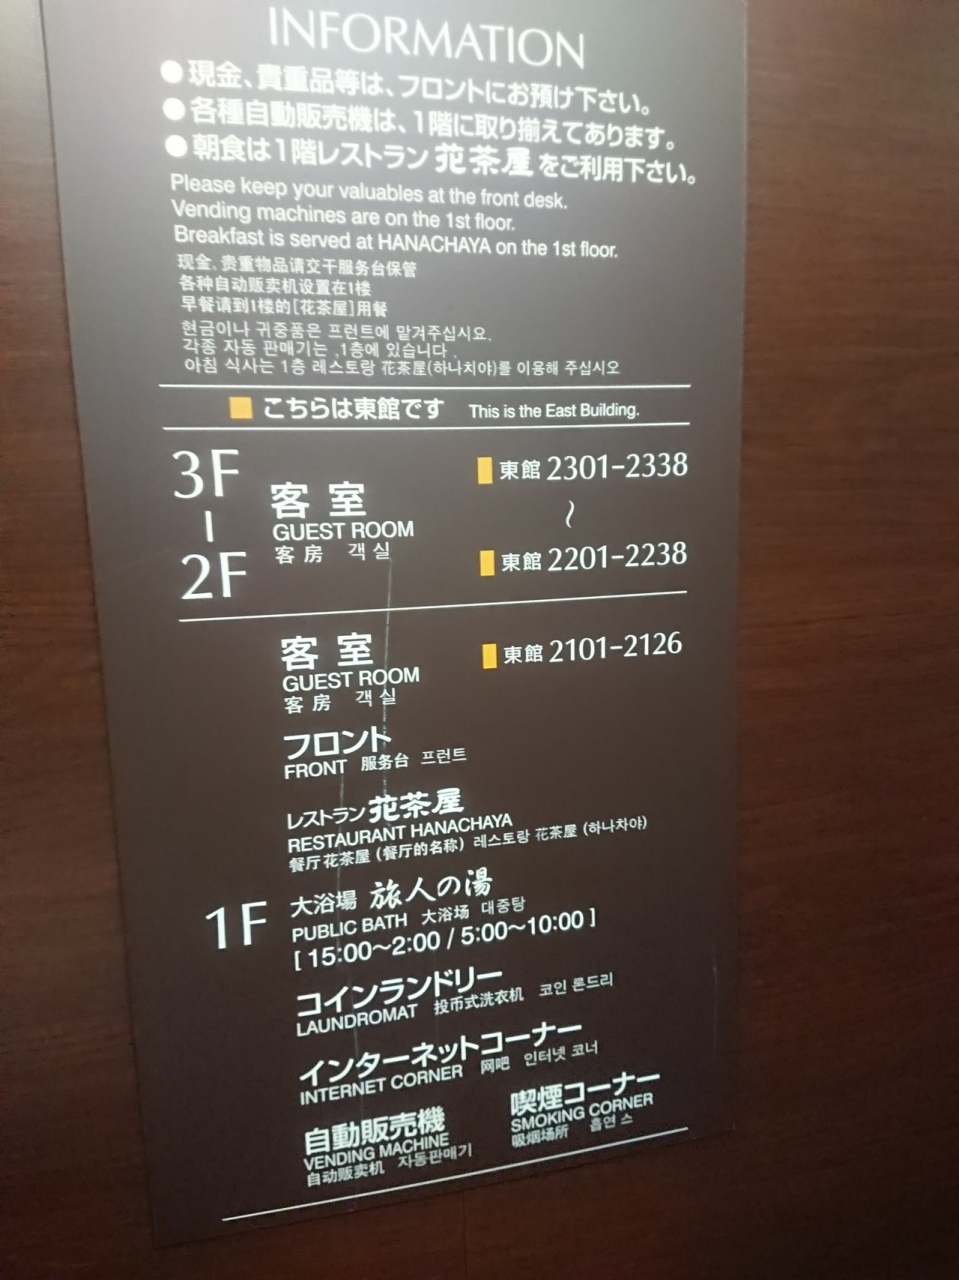 INFORMATION
●現金、貴重品等は、フロントにお預け下さい。
●各種自動販売機は、1階に取り揃えてあります。
●朝食は1階レストラン 花茶屋 をご利用下さい。
Please keep your valuables at the front desk.
Vending machines are on the 1st floor.
Breakfast is served at HANACHAYA on the 1st floor.
现金、贵重物品请交于服务台保管
各种自动贩卖机设置在1楼
早餐请到1楼的[花茶屋]用餐
현금이나 귀중품은 프런트에 맡겨주십시요.
각종 자동 판매기는 ,1층에 있습니다 .
아침 식사는 1층 레스토랑 花茶屋(하나치야)를 이용해 주십시오
こちらは東館です This is the East Building.
3F - 2F
客室
GUEST ROOM
客房 객실
東館 2301-2338
~
東館 2201-2238
1F
客室
GUEST ROOM
客房 객실
東館 2101-2126
フロント
FRONT 服务台 프런트
レストラン 花茶屋
RESTAURANT HANACHAYA
餐厅花茶屋 (餐厅的名称) 레스토랑 花茶屋 (하나차야)
大浴場 旅人の湯
PUBLIC BATH 大浴场 대중탕
[ 15:00~2:00 / 5:00~10:00 ]
コインランドリー
LAUNDROMAT 投币式洗衣机 코인 론드리
インターネットコーナー
INTERNET CORNER 网吧 인터넷 코너
自動販売機
VENDING MACHINE
自动贩卖机 자동판매기
喫煙コーナー
SMOKING CORNER
吸烟场所 흡연 스